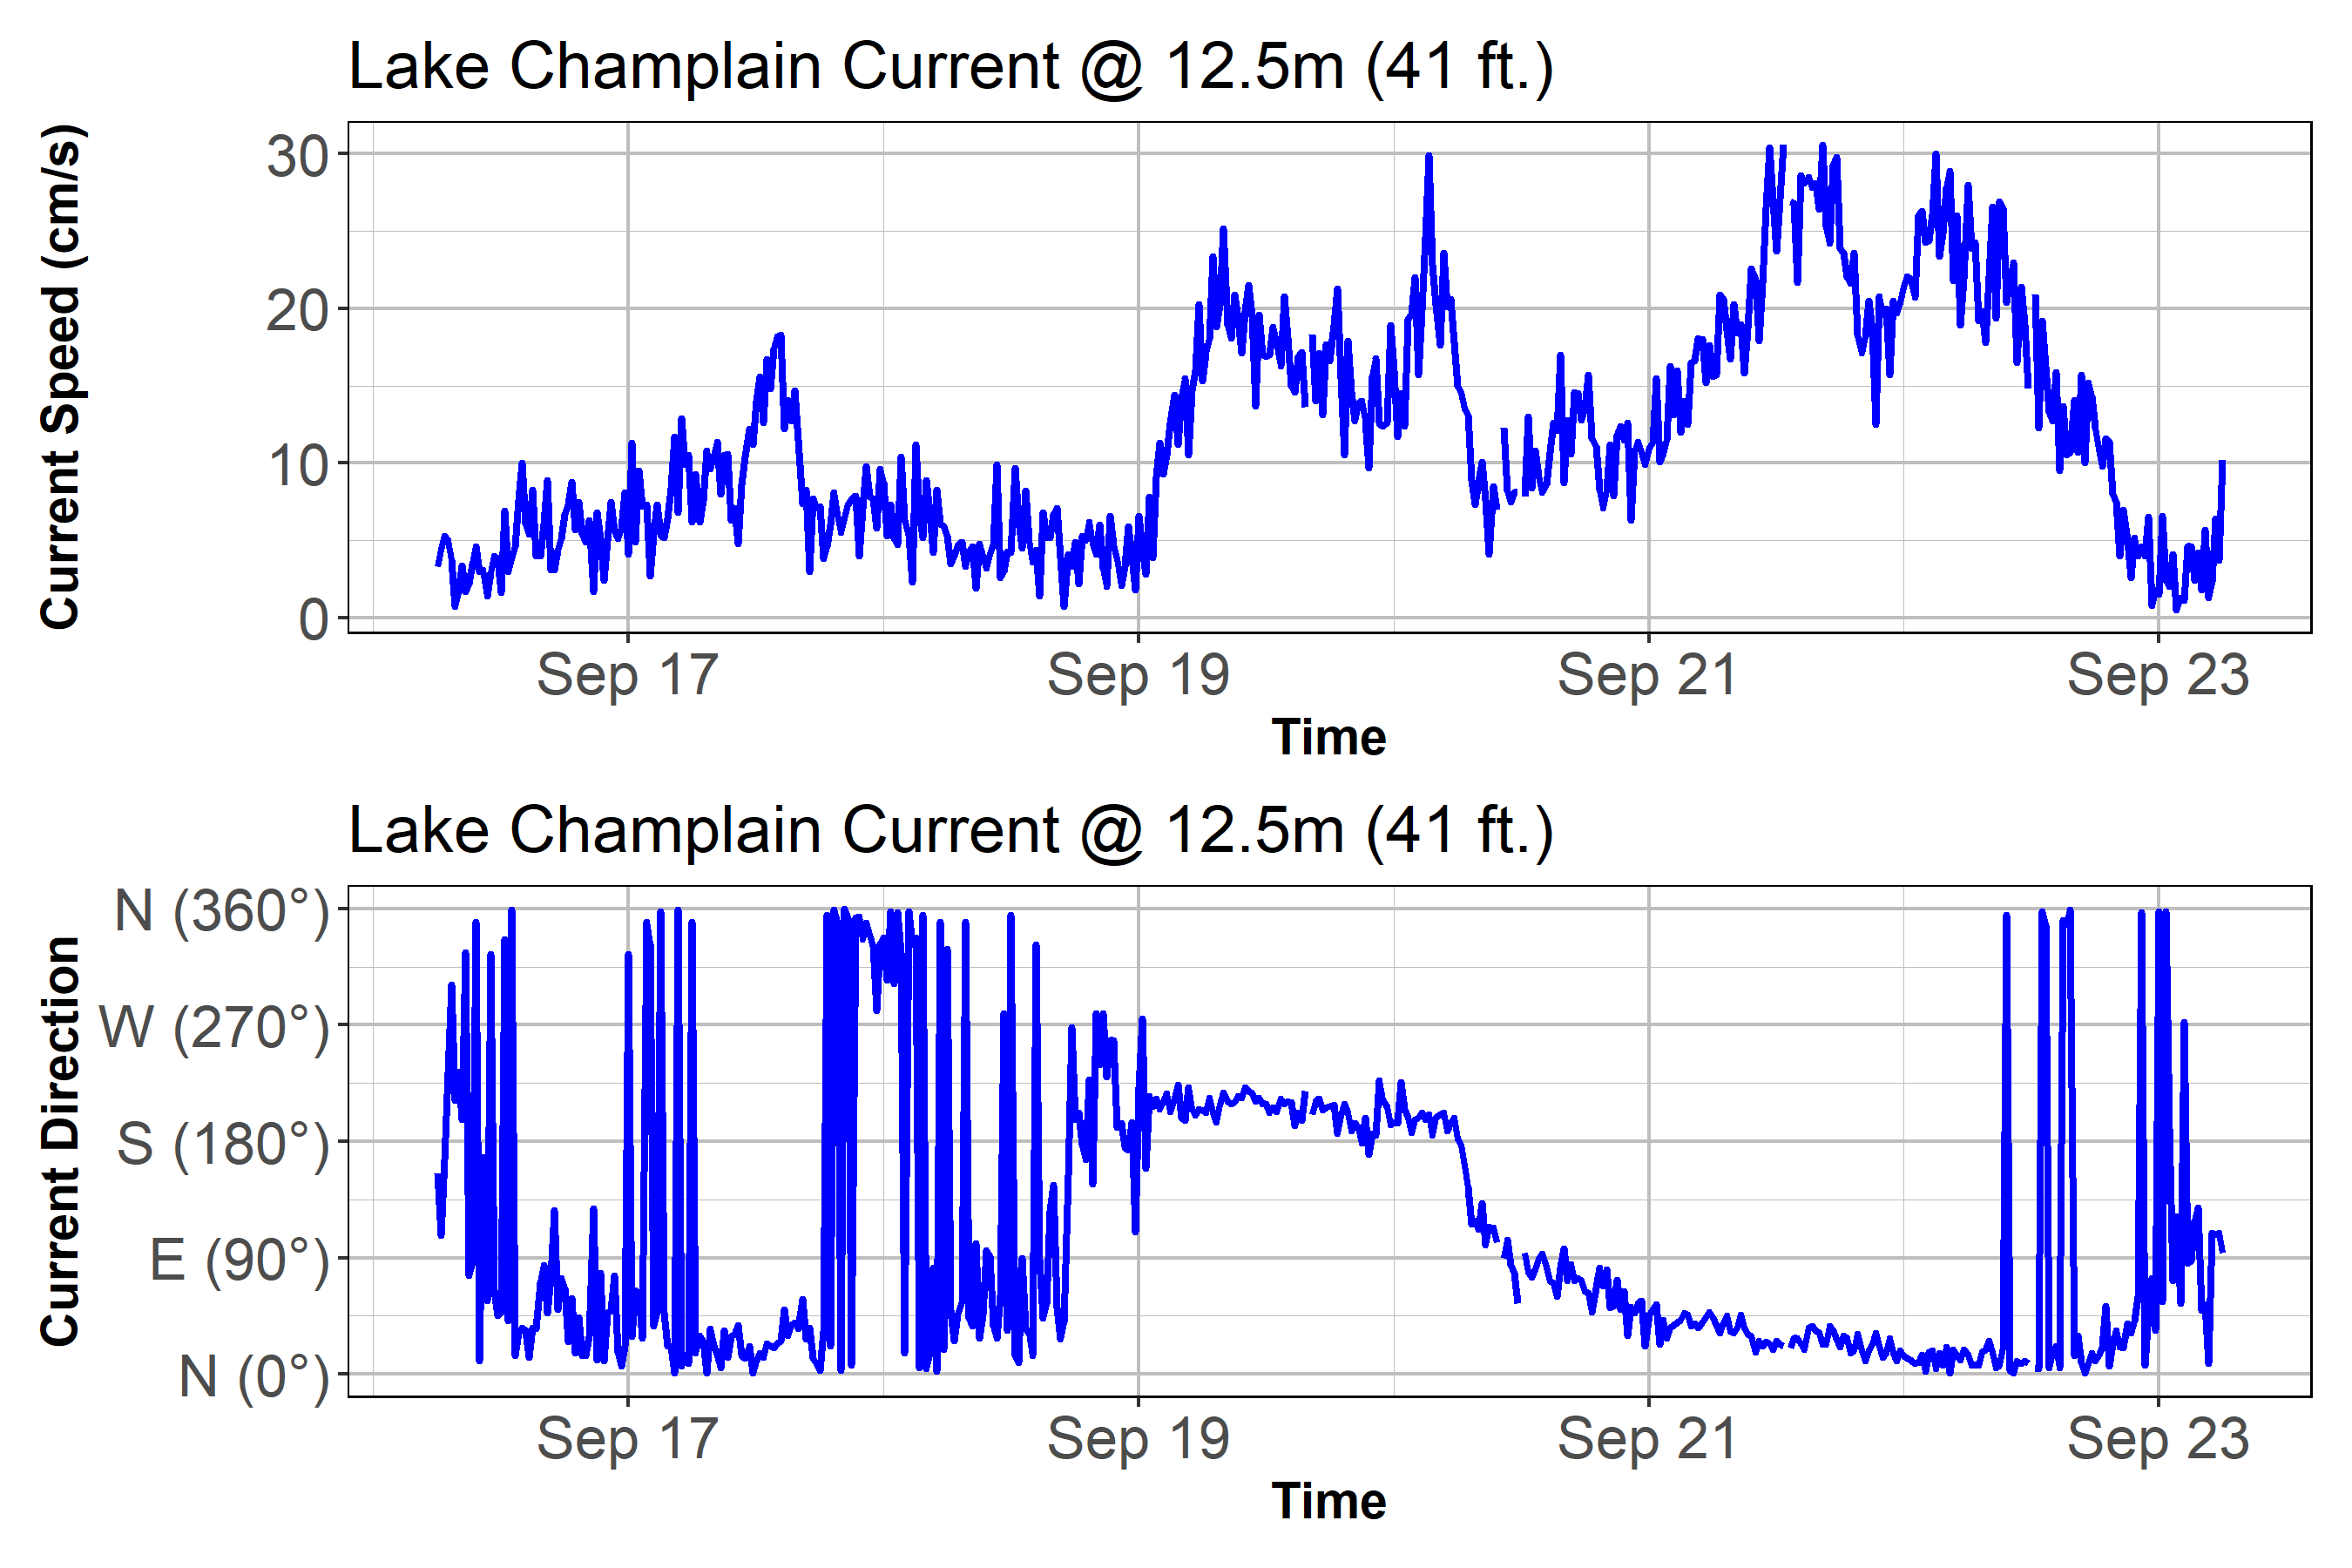 Lake Champlain Current @ 12.5m (41 ft.)
Current Speed (cm/s)
30
20
10
0
Sep 17 Sep 19 Sep 21 Sep 23
Time
Lake Champlain Current @ 12.5m (41 ft.)
Current Direction
N (360°)
W (270°)
S (180°)
E (90°)
N (0°)
Sep 17 Sep 19 Sep 21 Sep 23
Time